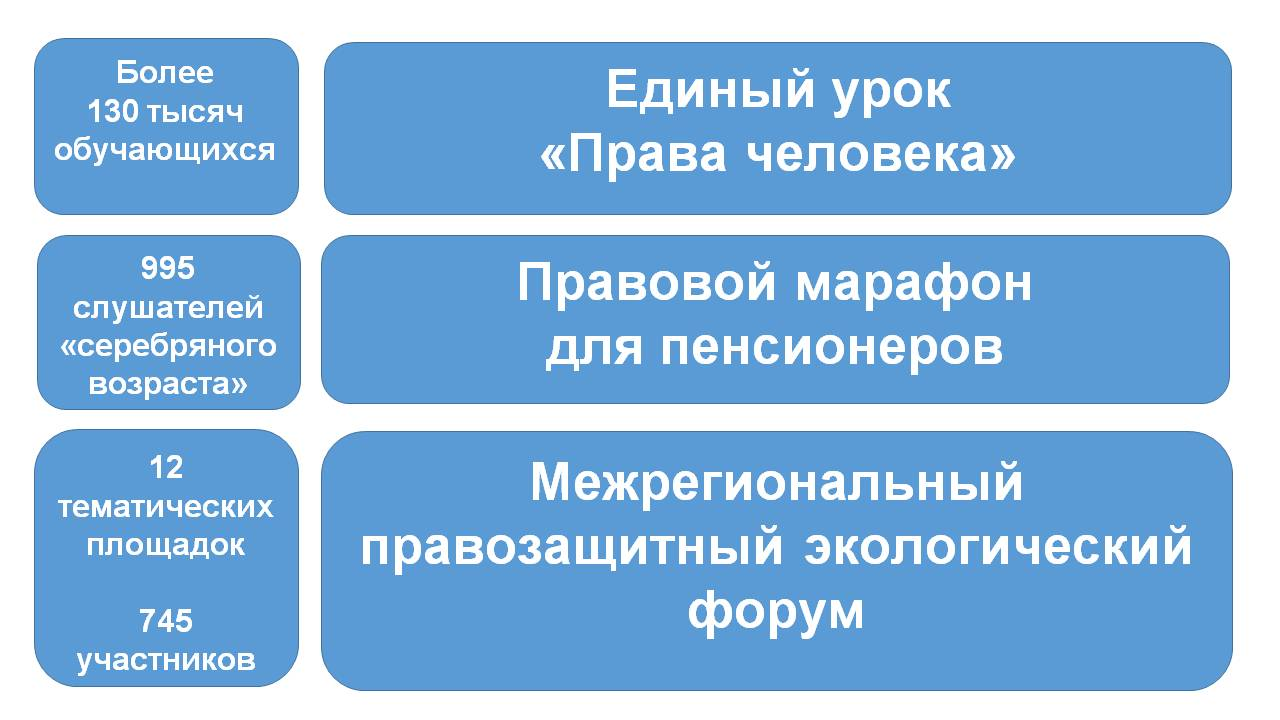 Более
130 тысяч
обучающихся
Единый урок
«Права человека»
995
слушателей
«серебряного
возраста»
Правовой марафон
для пенсионеров
12
тематических
площадок
745
участников
Межрегиональный
правозащитный экологический
форум